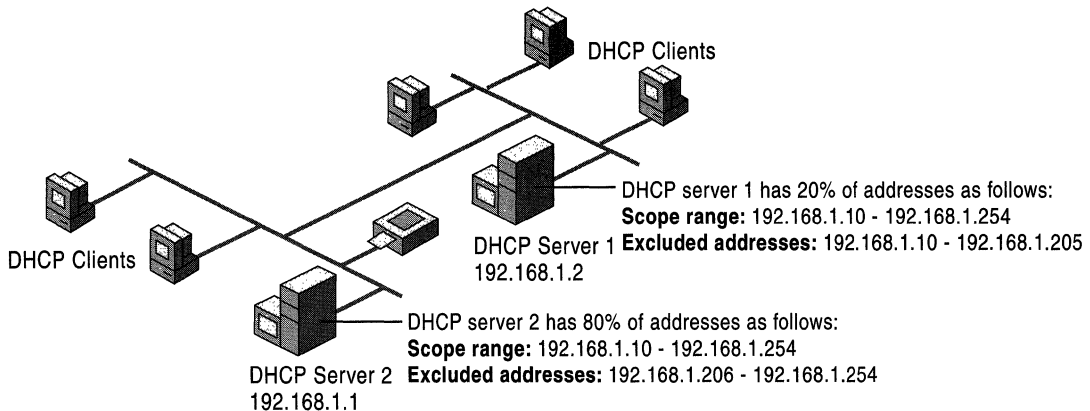 DHCP Clients
DHCP server 1 has 20% of addresses as follows:
Scope range: 192.168.1.10 - 192.168.1.254
Excluded addresses: 192.168.1.10 - 192.168.1.205
DHCP Server 1
192.168.1.2
DHCP Clients
DHCP server 2 has 80% of addresses as follows:
Scope range: 192.168.1.10 - 192.168.1.254
Excluded addresses: 192.168.1.206 - 192.168.1.254
DHCP Server 2
192.168.1.1